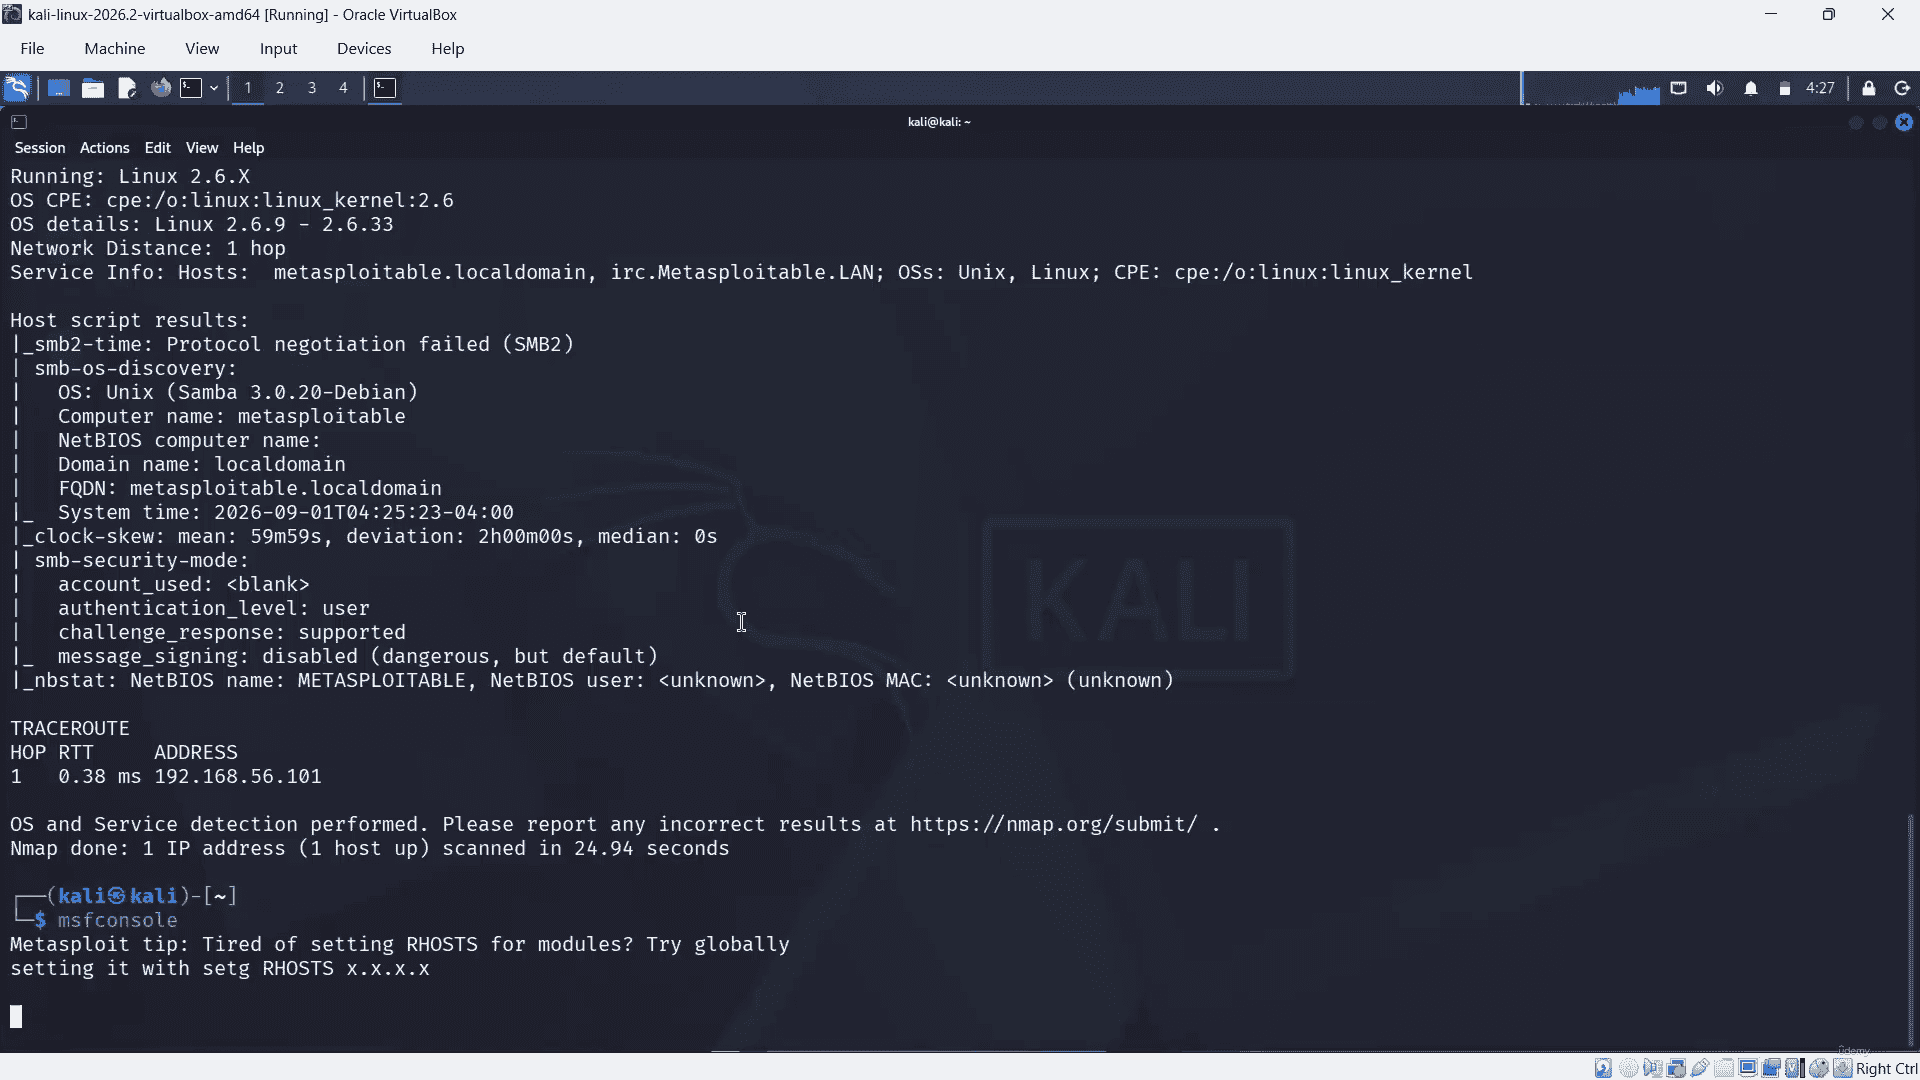 kali-linux-2026.2-virtualbox-amd64 [Running] - Oracle VirtualBox
File Machine View Input Devices Help
1 2 3 4 4:27
kali@kali: ~
Session Actions Edit View Help
Running: Linux 2.6.X
OS CPE: cpe:/o:linux:linux_kernel:2.6
OS details: Linux 2.6.9 - 2.6.33
Network Distance: 1 hop
Service Info: Hosts:  metasploitable.localdomain, irc.Metasploitable.LAN; OSs: Unix, Linux; CPE: cpe:/o:linux:linux_kernel
Host script results:
|_smb2-time: Protocol negotiation failed (SMB2)
| smb-os-discovery:
|   OS: Unix (Samba 3.0.20-Debian)
|   Computer name: metasploitable
|   NetBIOS computer name:
|   Domain name: localdomain
|   FQDN: metasploitable.localdomain
|_  System time: 2026-09-01T04:25:23-04:00
|_clock-skew: mean: 59m59s, deviation: 2h00m00s, median: 0s
| smb-security-mode:
|   account_used: <blank>
|   authentication_level: user
|   challenge_response: supported
|_  message_signing: disabled (dangerous, but default)
|_nbstat: NetBIOS name: METASPLOITABLE, NetBIOS user: <unknown>, NetBIOS MAC: <unknown> (unknown)
KALI
TRACEROUTE
HOP RTT     ADDRESS
1   0.38 ms 192.168.56.101
OS and Service detection performed. Please report any incorrect results at https://nmap.org/submit/ .
Nmap done: 1 IP address (1 host up) scanned in 24.94 seconds
┌──(kali㉿kali)-[~]
└─$ msfconsole
Metasploit tip: Tired of setting RHOSTS for modules? Try globally
setting it with setg RHOSTS x.x.x.x
Udemy
Right Ctrl